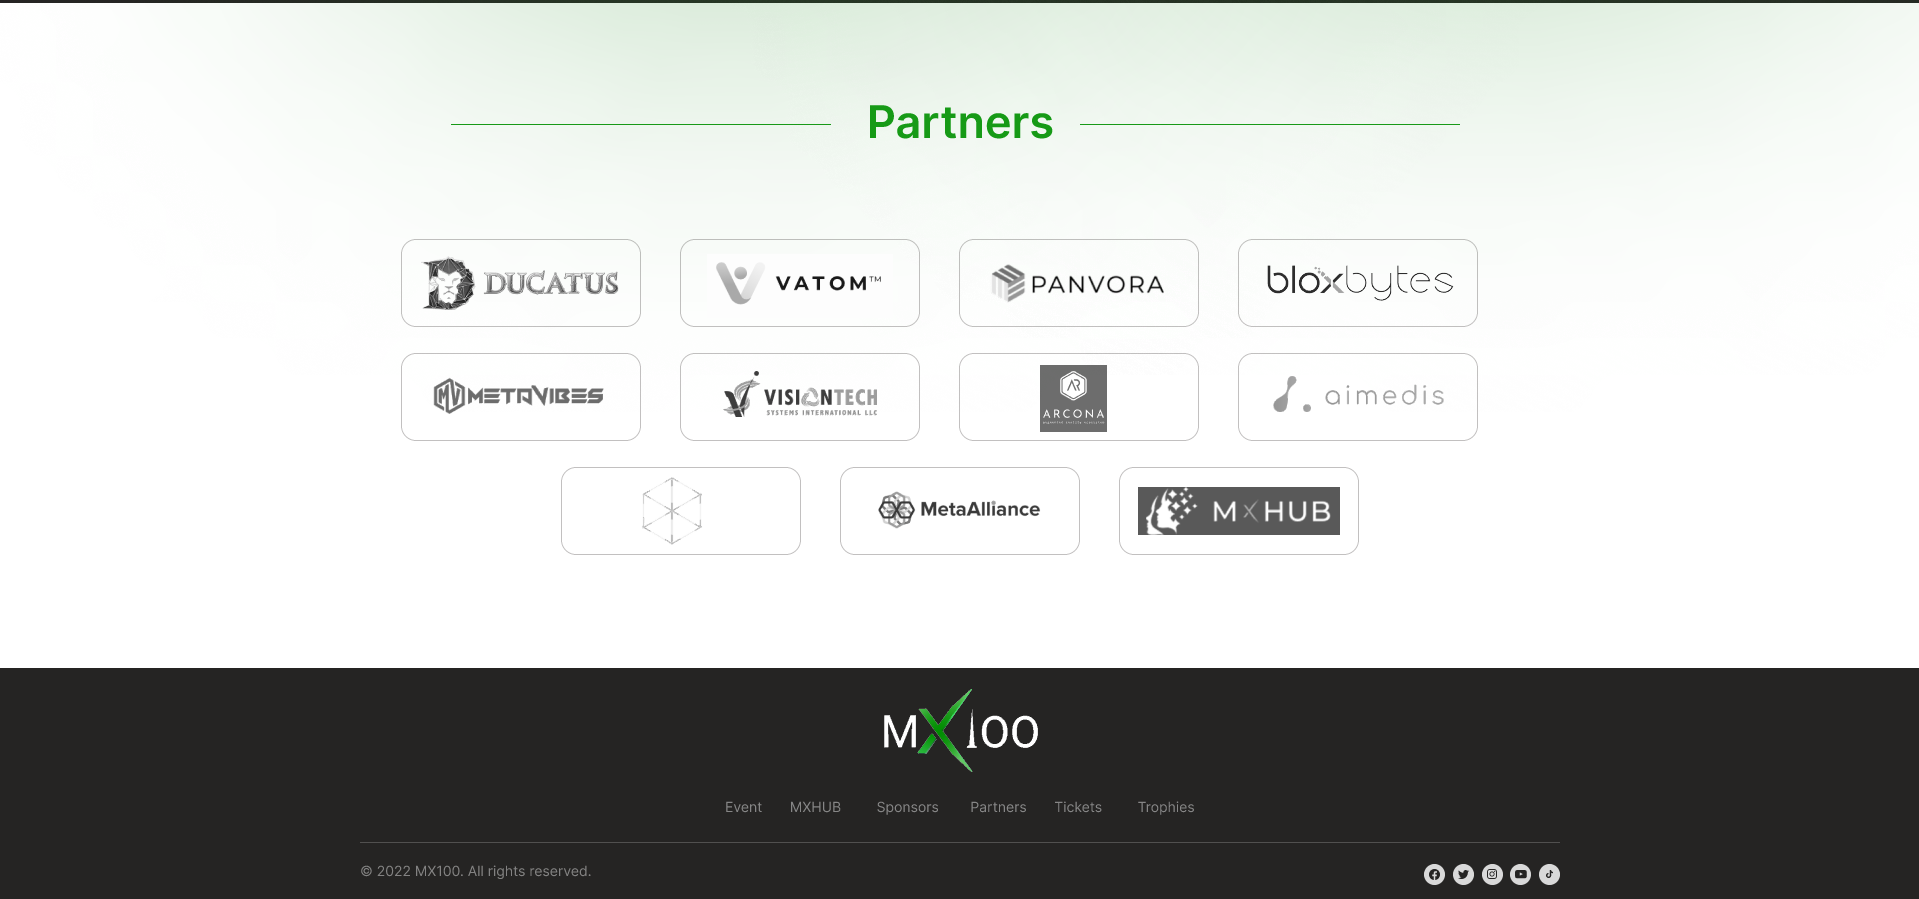 Partners
DUCATUS
VATOM™
PANVORA
bloxbytes
METAVIBES
VISIONTECH
SYSTEMS INTERNATIONAL LLC
AR
ARCONA
aimedis
MetaAlliance
MXHUB
MX100
Event MXHUB Sponsors Partners Tickets Trophies
© 2022 MX100. All rights reserved.